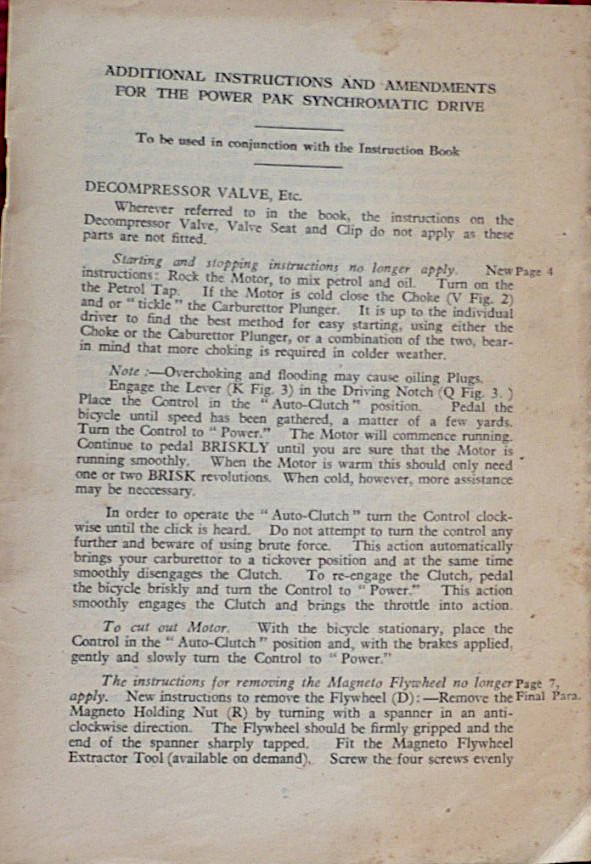 ADDITIONAL INSTRUCTIONS AND AMENDMENTS
FOR THE POWER PAK SYNCHROMATIC DRIVE
To be used in conjunction with the Instruction Book
DECOMPRESSOR VALVE, Etc.
Wherever referred to in the book, the instructions on the
Decompressor Valve, Valve Seat and Clip do not apply as these
parts are not fitted.
Starting and stopping instructions no longer apply. New Page 4
instructions: Rock the Motor, to mix petrol and oil. Turn on the
the Petrol Tap. If the Motor is cold close the Choke (V Fig. 2)
and or "tickle" the Carburettor Plunger. It is up to the individual
driver to find the best method for easy starting, using either the
Choke or the Caburettor Plunger, or a combination of the two, bear-
in mind that more choking is required in colder weather.
Note :—Overchoking and flooding may cause oiling Plugs.
Engage the Lever (K Fig. 3) in the Driving Notch (Q Fig. 3. )
Place the Control in the "Auto-Clutch" position. Pedal the
bicycle until speed has been gathered, a matter of a few yards.
Turn the Control to "Power." The Motor will commence running.
Continue to pedal BRISKLY until you are sure that the Motor is
running smoothly. When the Motor is warm this should only need
one or two BRISK revolutions. When cold, however, more assistance
may be neccessary.
In order to operate the "Auto-Clutch" turn the Control clock-
wise until the click is heard. Do not attempt to turn the control any
further and beware of using brute force. This action automatically
brings your carburettor to a tickover position and at the same time
smoothly disengages the Clutch. To re-engage the Clutch, pedal
the bicycle briskly and turn the Control to "Power." This action
smoothly engages the Clutch and brings the throttle into action.
To cut out Motor. With the bicycle stationary, place the
Control in the "Auto-Clutch" position and, with the brakes applied,
gently and slowly turn the Control to "Power."
The instructions for removing the Magneto Flywheel no longer Page 7,
apply. New instructions to remove the Flywheel (D):—Remove the Final Para.
Magneto Holding Nut (R) by turning with a spanner in an anti-
clockwise direction. The Flywheel should be firmly gripped and the
end of the spanner sharply tapped. Fit the Magneto Flywheel
Extractor Tool (available on demand). Screw the four screws evenly